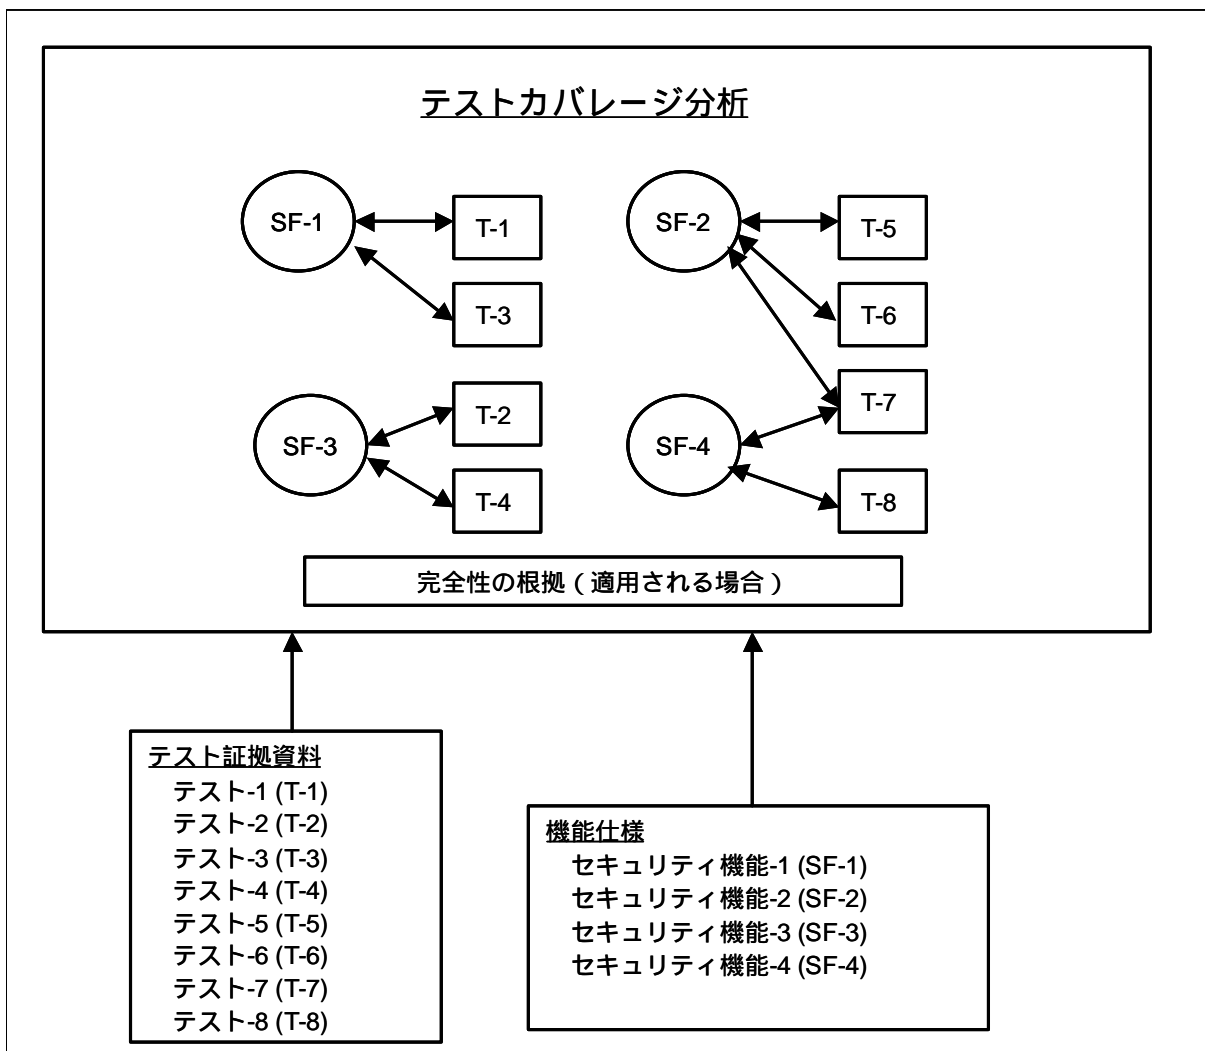 テストカバレージ分析
SF-1
T-1
T-3
SF-2
T-5
T-6
T-7
SF-3
T-2
T-4
SF-4
T-8
完全性の根拠（適用される場合）
テスト証拠資料
テスト-1 (T-1)
テスト-2 (T-2)
テスト-3 (T-3)
テスト-4 (T-4)
テスト-5 (T-5)
テスト-6 (T-6)
テスト-7 (T-7)
テスト-8 (T-8)
機能仕様
セキュリティ機能-1 (SF-1)
セキュリティ機能-2 (SF-2)
セキュリティ機能-3 (SF-3)
セキュリティ機能-4 (SF-4)